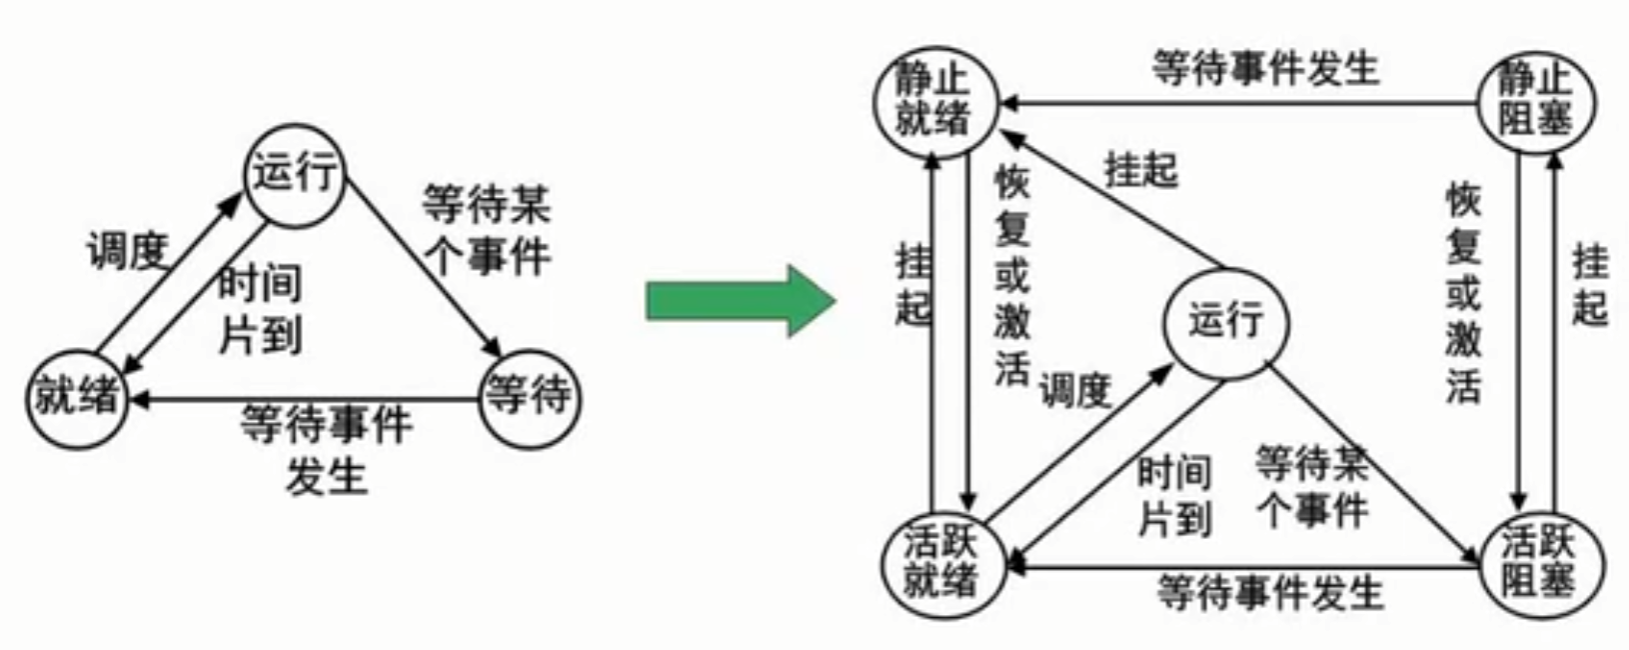 运行
等待某
个事件
调度
时间
片到
就绪
等待
等待事件
发生
静止
就绪
等待事件发生
静止
阻塞
挂起
恢
复
或
激
活
挂
起
运行
恢
复
或
激
活
挂
起
调度
时间
片到
等待某
个事件
活跃
就绪
等待事件发生
活跃
阻塞